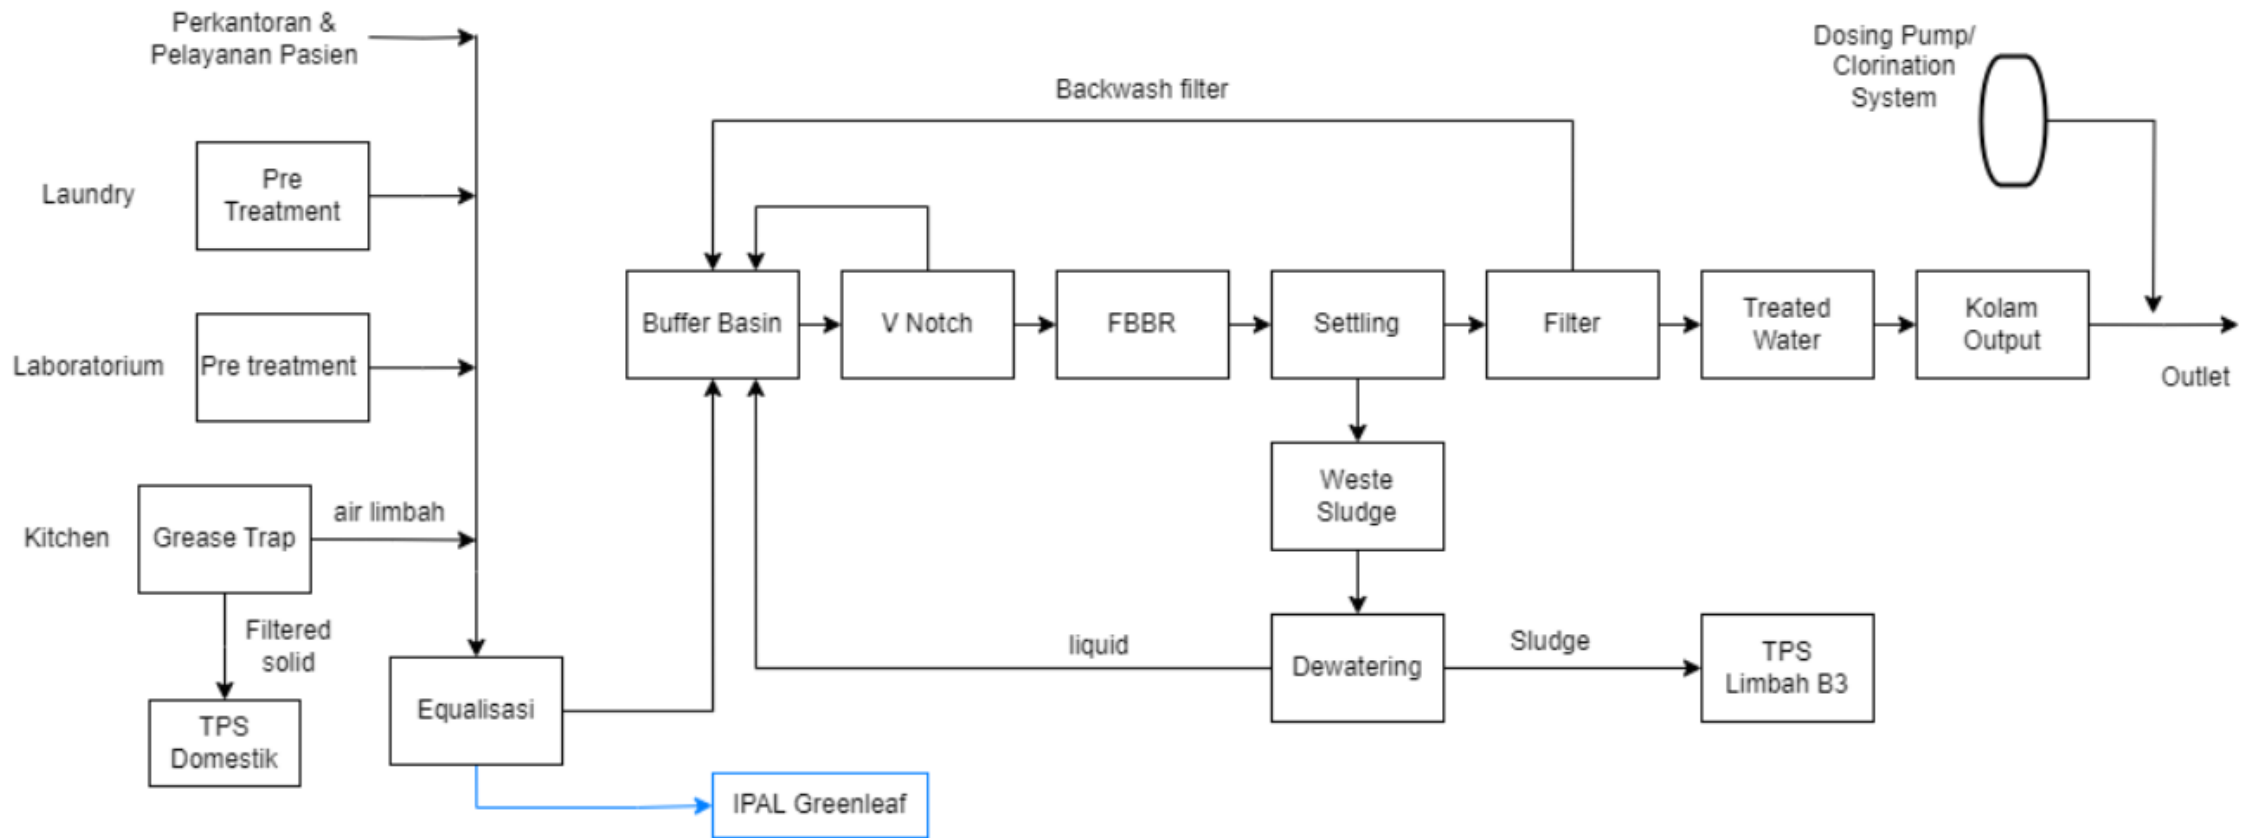 Perkantoran &
Pelayanan Pasien
Dosing Pump/
Clorination
System
Backwash filter
Laundry
Pre
Treatment
Buffer Basin
V Notch
FBBR
Settling
Filter
Treated
Water
Kolam
Output
Outlet
Laboratorium
Pre treatment
Weste
Sludge
Kitchen
Grease Trap
air limbah
Filtered
solid
liquid
Dewatering
Sludge
TPS
Limbah B3
TPS
Domestik
Equalisasi
IPAL Greenleaf